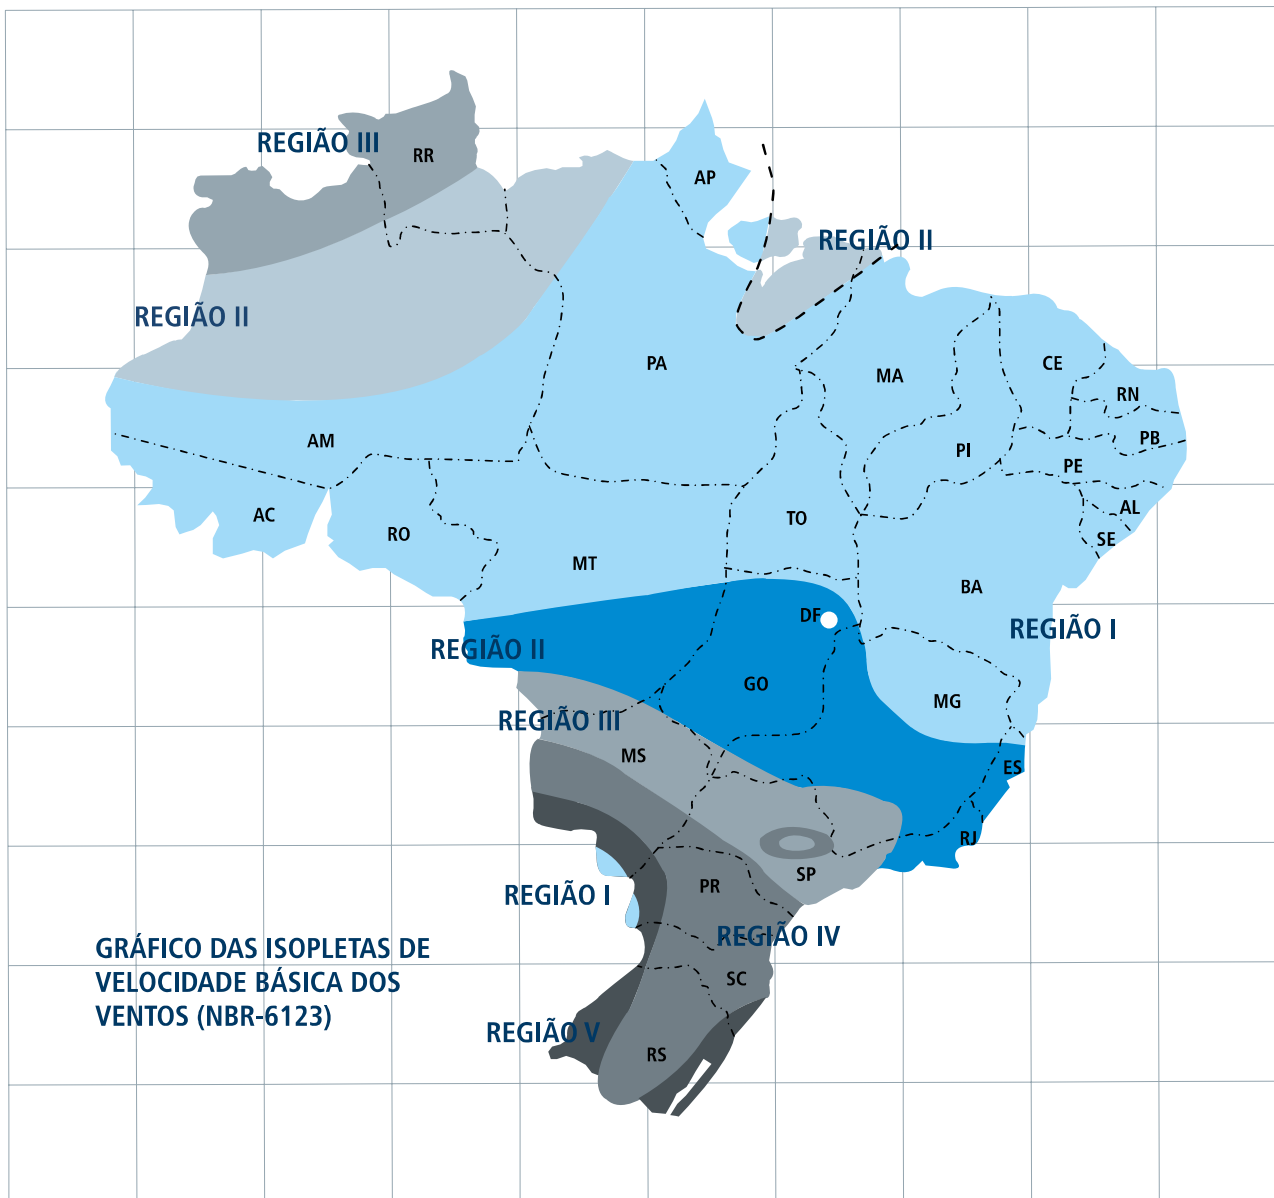 REGIÃO III
RR
AP
REGIÃO II
REGIÃO II
PA
MA
CE
RN
AM
PB
PI
PE
AC
AL
TO
RO
SE
MT
BA
DF
REGIÃO I
REGIÃO II
GO
MG
REGIÃO III
MS
ES
RJ
SP
PR
REGIÃO I
REGIÃO IV
GRÁFICO DAS ISOPLETAS DE
VELOCIDADE BÁSICA DOS
VENTOS (NBR-6123)
SC
REGIÃO V
RS